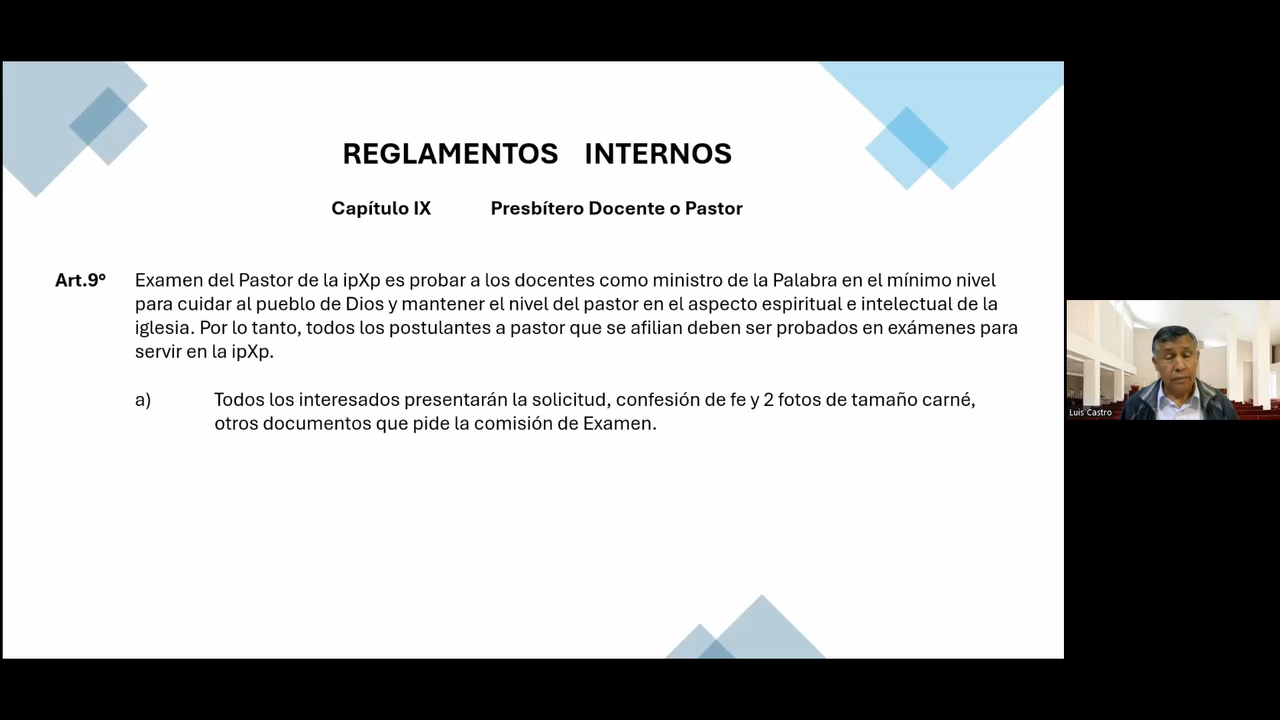 REGLAMENTOS INTERNOS
Capítulo IX Presbítero Docente o Pastor
Art.9° Examen del Pastor de la ipXp es probar a los docentes como ministro de la Palabra en el mínimo nivel
para cuidar al pueblo de Dios y mantener el nivel del pastor en el aspecto espiritual e intelectual de la
iglesia. Por lo tanto, todos los postulantes a pastor que se afilian deben ser probados en exámenes para
servir en la ipXp.
a) Todos los interesados presentarán la solicitud, confesión de fe y 2 fotos de tamaño carné,
otros documentos que pide la comisión de Examen.
Luis Castro